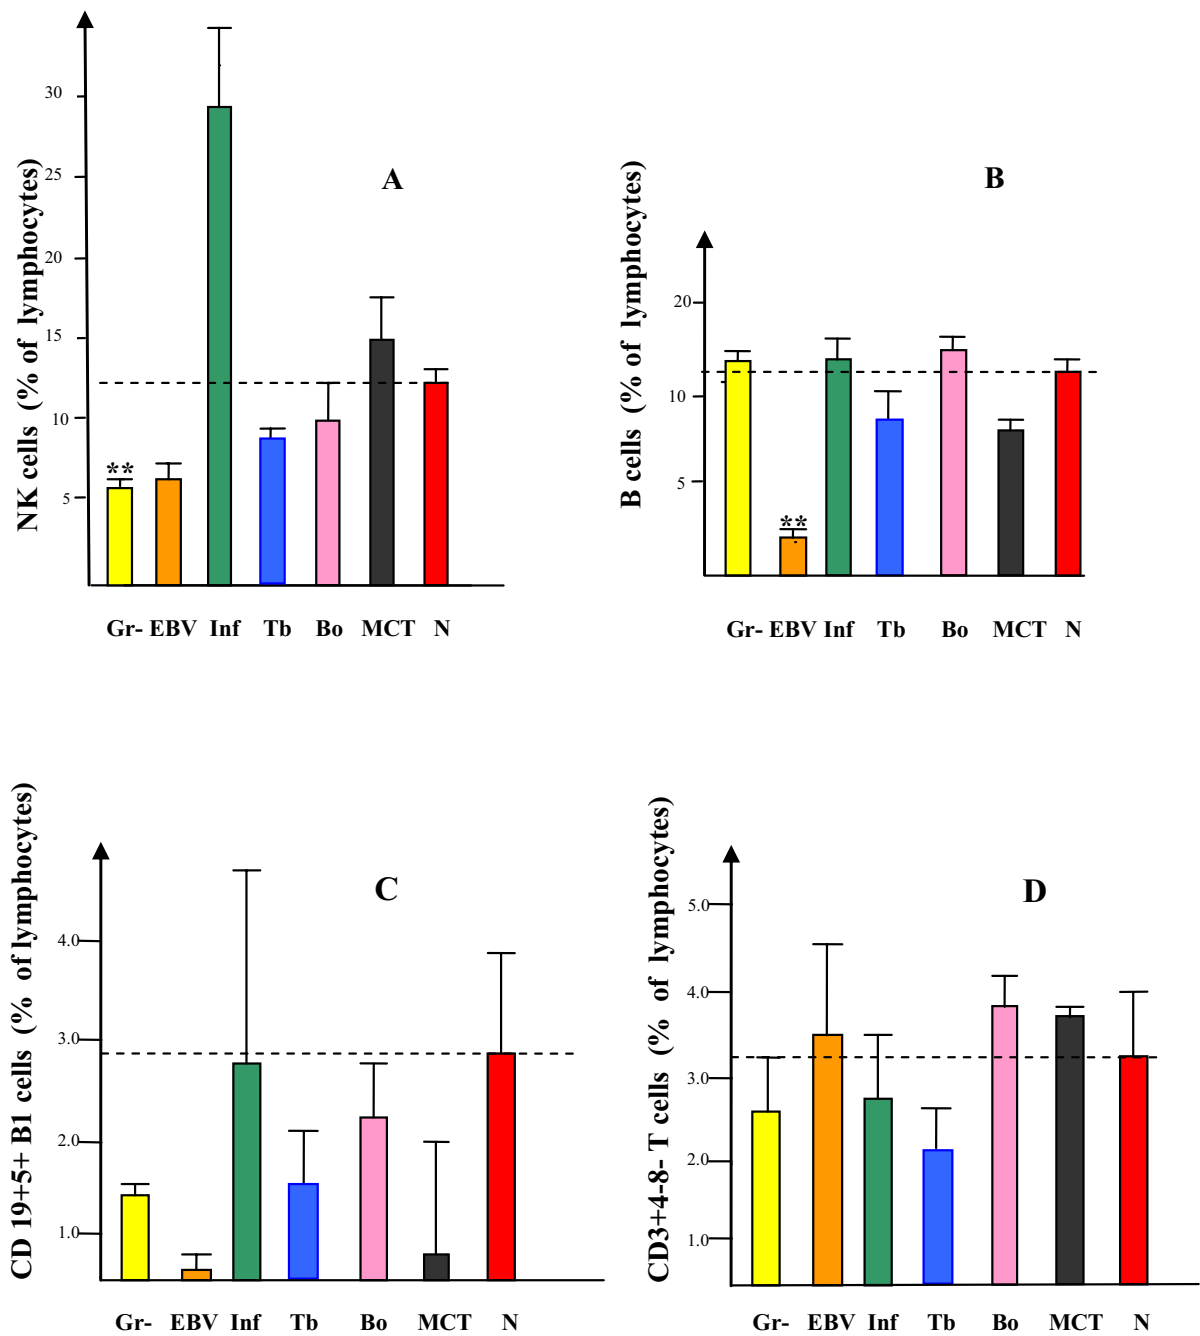 A
NK cells (% of lymphocytes)
30
25
20
15
10
5
**
Gr- EBV Inf Tb Bo MCT N
B
B cells (% of lymphocytes)
20
10
5
**
Gr- EBV Inf Tb Bo MCT N
C
CD 19+5+ B1 cells (% of lymphocytes)
4.0
3.0
2.0
1.0
Gr- EBV Inf Tb Bo MCT N
D
CD3+4-8- T cells (% of lymphocytes)
5.0
4.0
3.0
2.0
1.0
Gr- EBV Inf Tb Bo MCT N